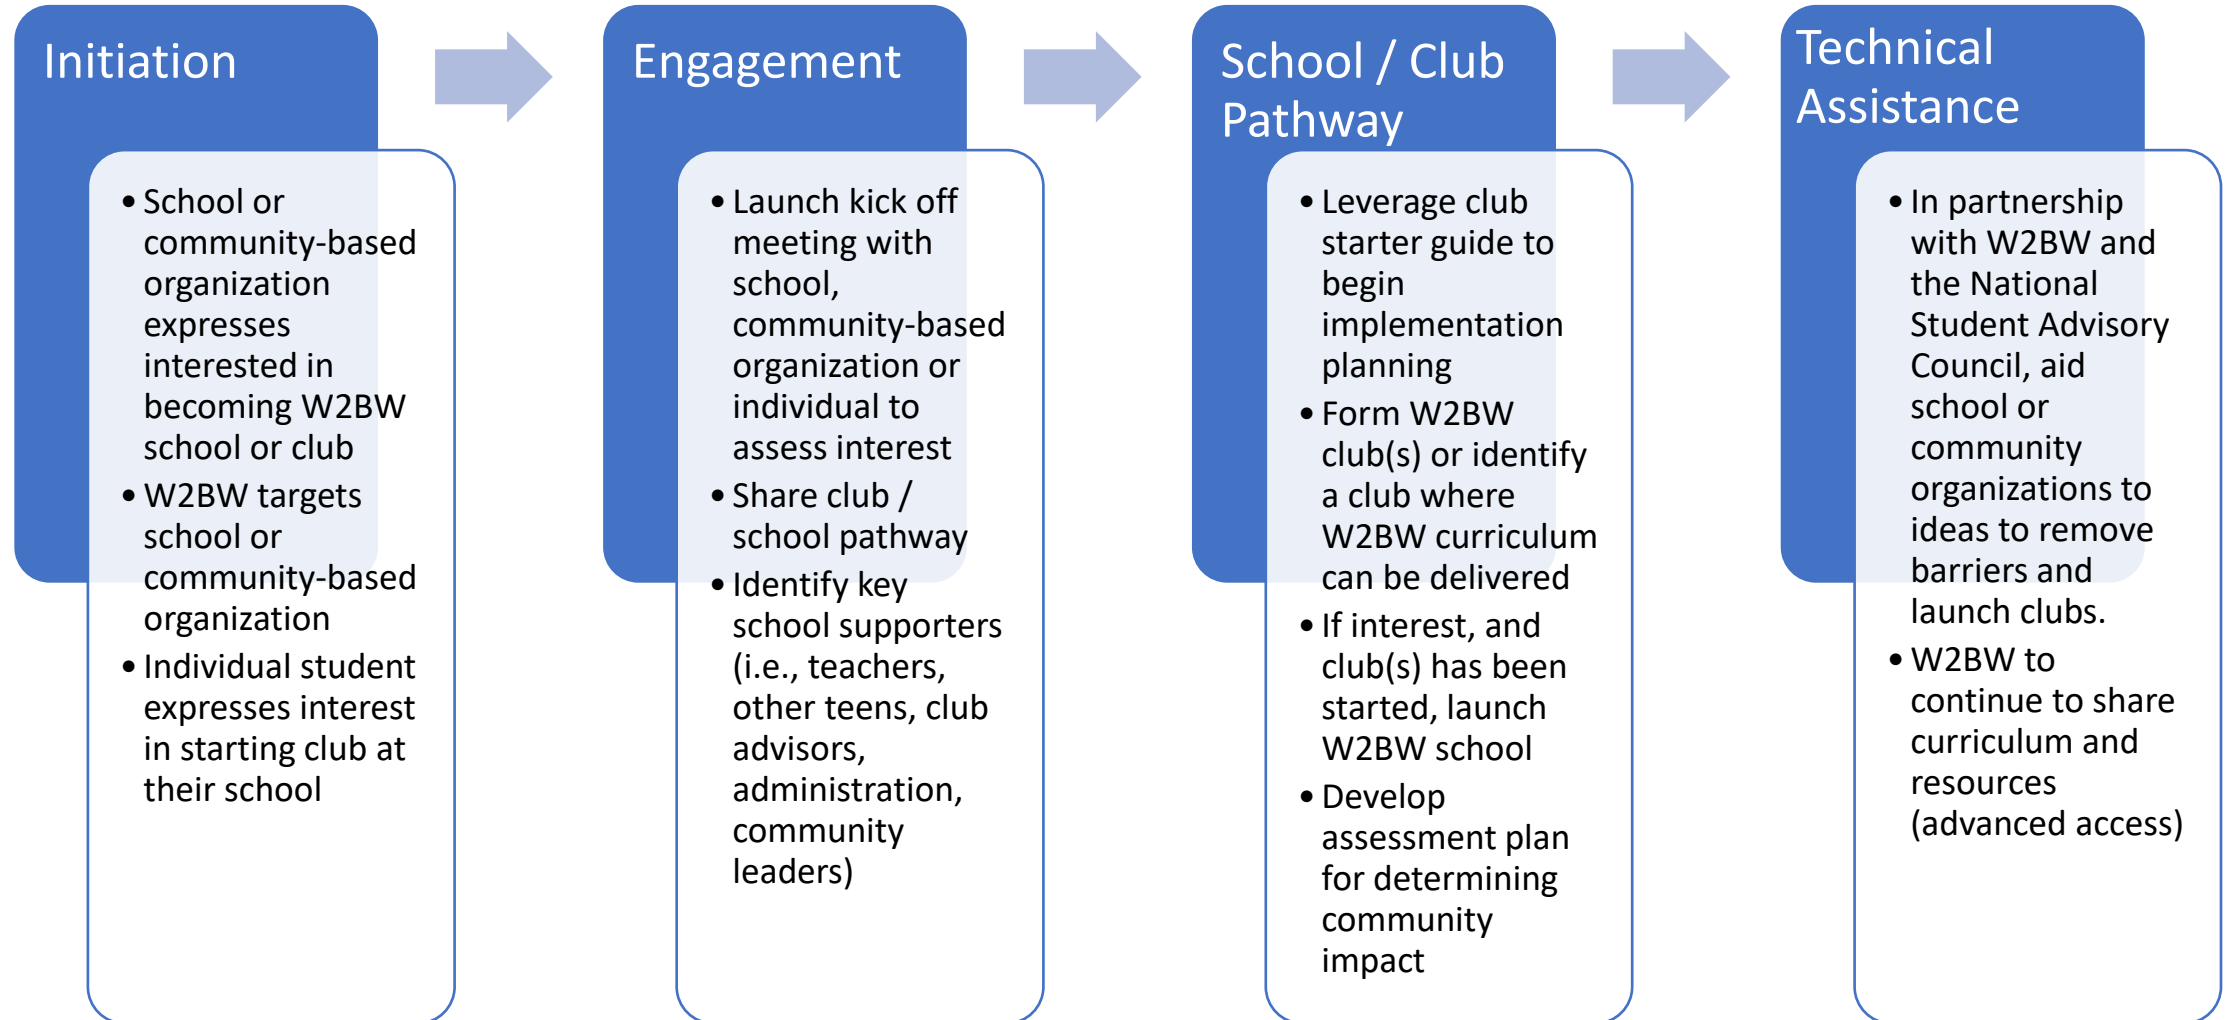 Initiation
• School or
community-based
organization
expresses
interested in
becoming W2BW
school or club
• W2BW targets
school or
community-based
organization
• Individual student
expresses interest
in starting club at
their school
Engagement
• Launch kick off
meeting with
school,
community-based
organization or
individual to
assess interest
• Share club /
school pathway
• Identify key
school supporters
(i.e., teachers,
other teens, club
advisors,
administration,
community
leaders)
School / Club
Pathway
• Leverage club
starter guide to
begin
implementation
planning
• Form W2BW
club(s) or identify
a club where
W2BW curriculum
can be delivered
• If interest, and
club(s) has been
started, launch
W2BW school
• Develop
assessment plan
for determining
community
impact
Technical
Assistance
• In partnership
with W2BW and
the National
Student Advisory
Council, aid
school or
community
organizations to
ideas to remove
barriers and
launch clubs.
• W2BW to
continue to share
curriculum and
resources
(advanced access)